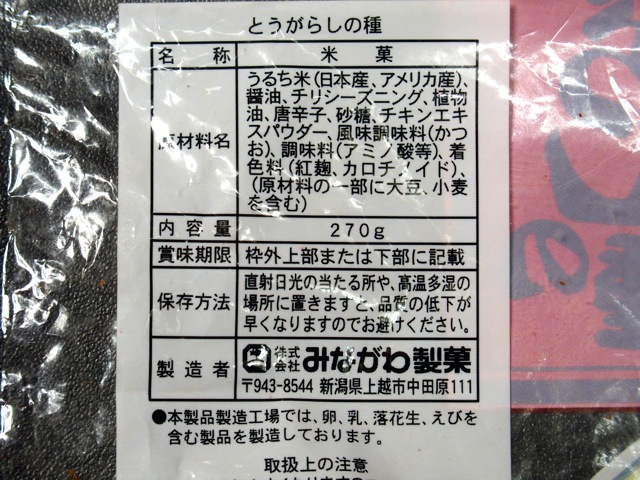 とうがらしの種
名称 米菓
原材料名 うるち米(日本産、アメリカ産)、
醤油、チリシーズニング、植物
油、唐辛子、砂糖、チキンエキ
スパウダー、風味調味料(かつ
お)、調味料(アミノ酸等)、着
色料(紅麹、カロチノイド)、
(原材料の一部に大豆、小麦
を含む)
内容量 270g
賞味期限 枠外上部または下部に記載
保存方法 直射日光の当たる所や、高温多湿の
場所に置きますと、品質の低下が
早くなりますのでお避けください。
製造者 株式会社 みながわ製菓
〒943-8544 新潟県上越市中田原111
●本製品製造工場では、卵、乳、落花生、えびを
含む製品を製造しております。
取扱上の注意
の